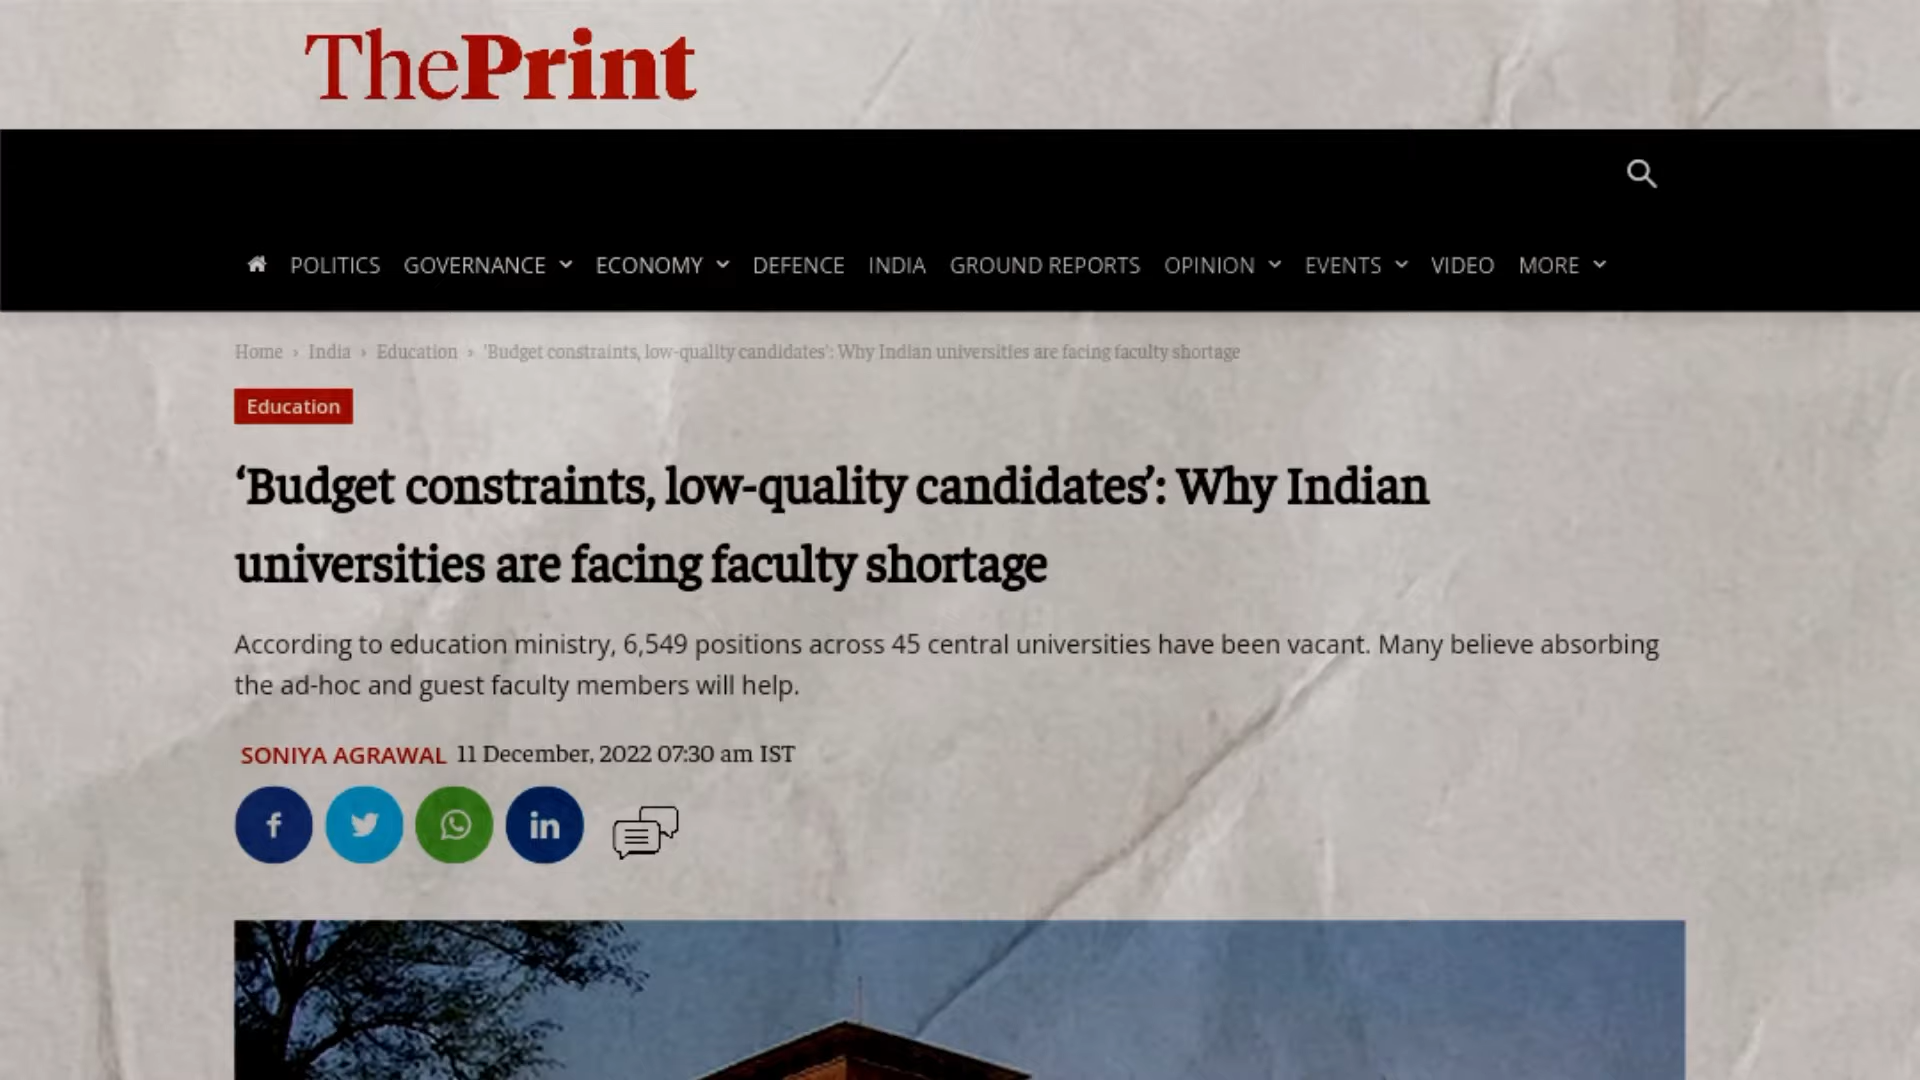 ThePrint
POLITICS GOVERNANCE ECONOMY DEFENCE INDIA GROUND REPORTS OPINION EVENTS VIDEO MORE
Home › India › Education › 'Budget constraints, low-quality candidates': Why Indian universities are facing faculty shortage
Education
‘Budget constraints, low-quality candidates’: Why Indian
universities are facing faculty shortage
According to education ministry, 6,549 positions across 45 central universities have been vacant. Many believe absorbing
the ad-hoc and guest faculty members will help.
SONIYA AGRAWAL 11 December, 2022 07:30 am IST